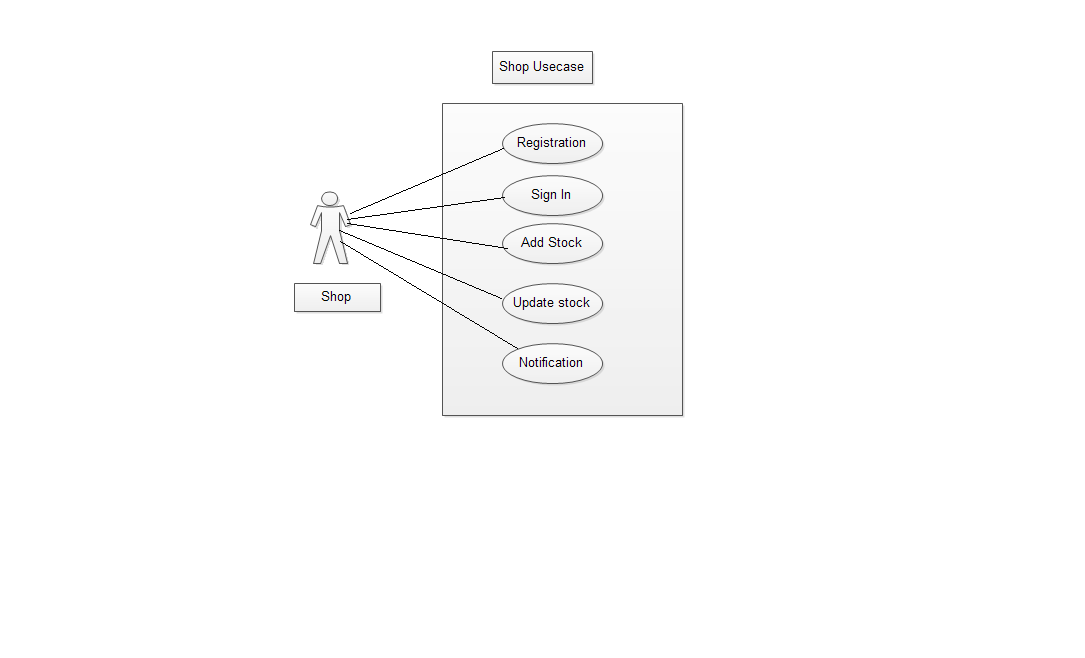 Shop Usecase
Registration
Sign In
Add Stock
Update stock
Notification
Shop